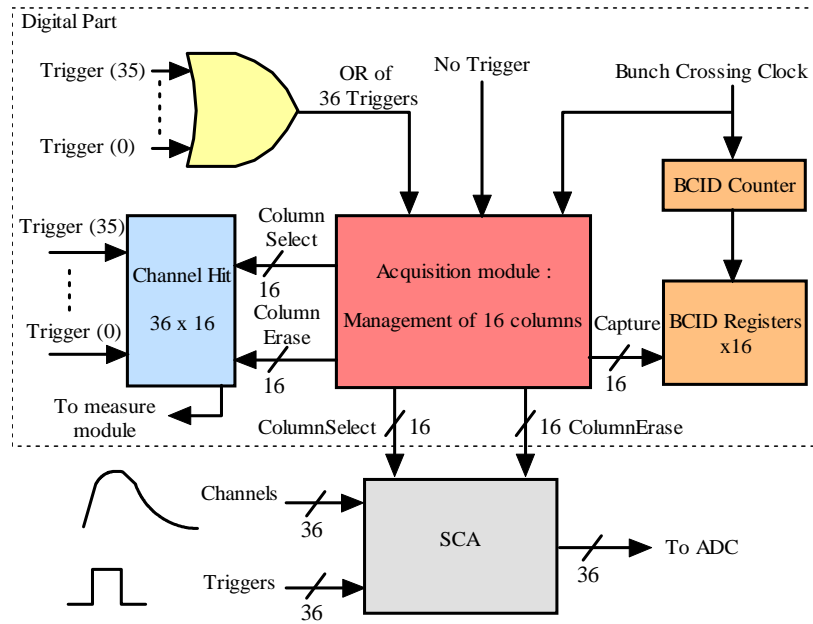 Digital Part
Trigger (35)
Trigger (0)
OR of
36 Triggers
No Trigger
Bunch Crossing Clock
BCID Counter
Trigger (35)
Trigger (0)
Channel Hit
36 x 16
Column
Select
16
Column
Erase
16
Acquisition module :
Management of 16 columns
Capture
16
BCID Registers
x16
To measure
module
ColumnSelect
16
16
ColumnErase
Channels
36
Triggers
36
SCA
36
To ADC